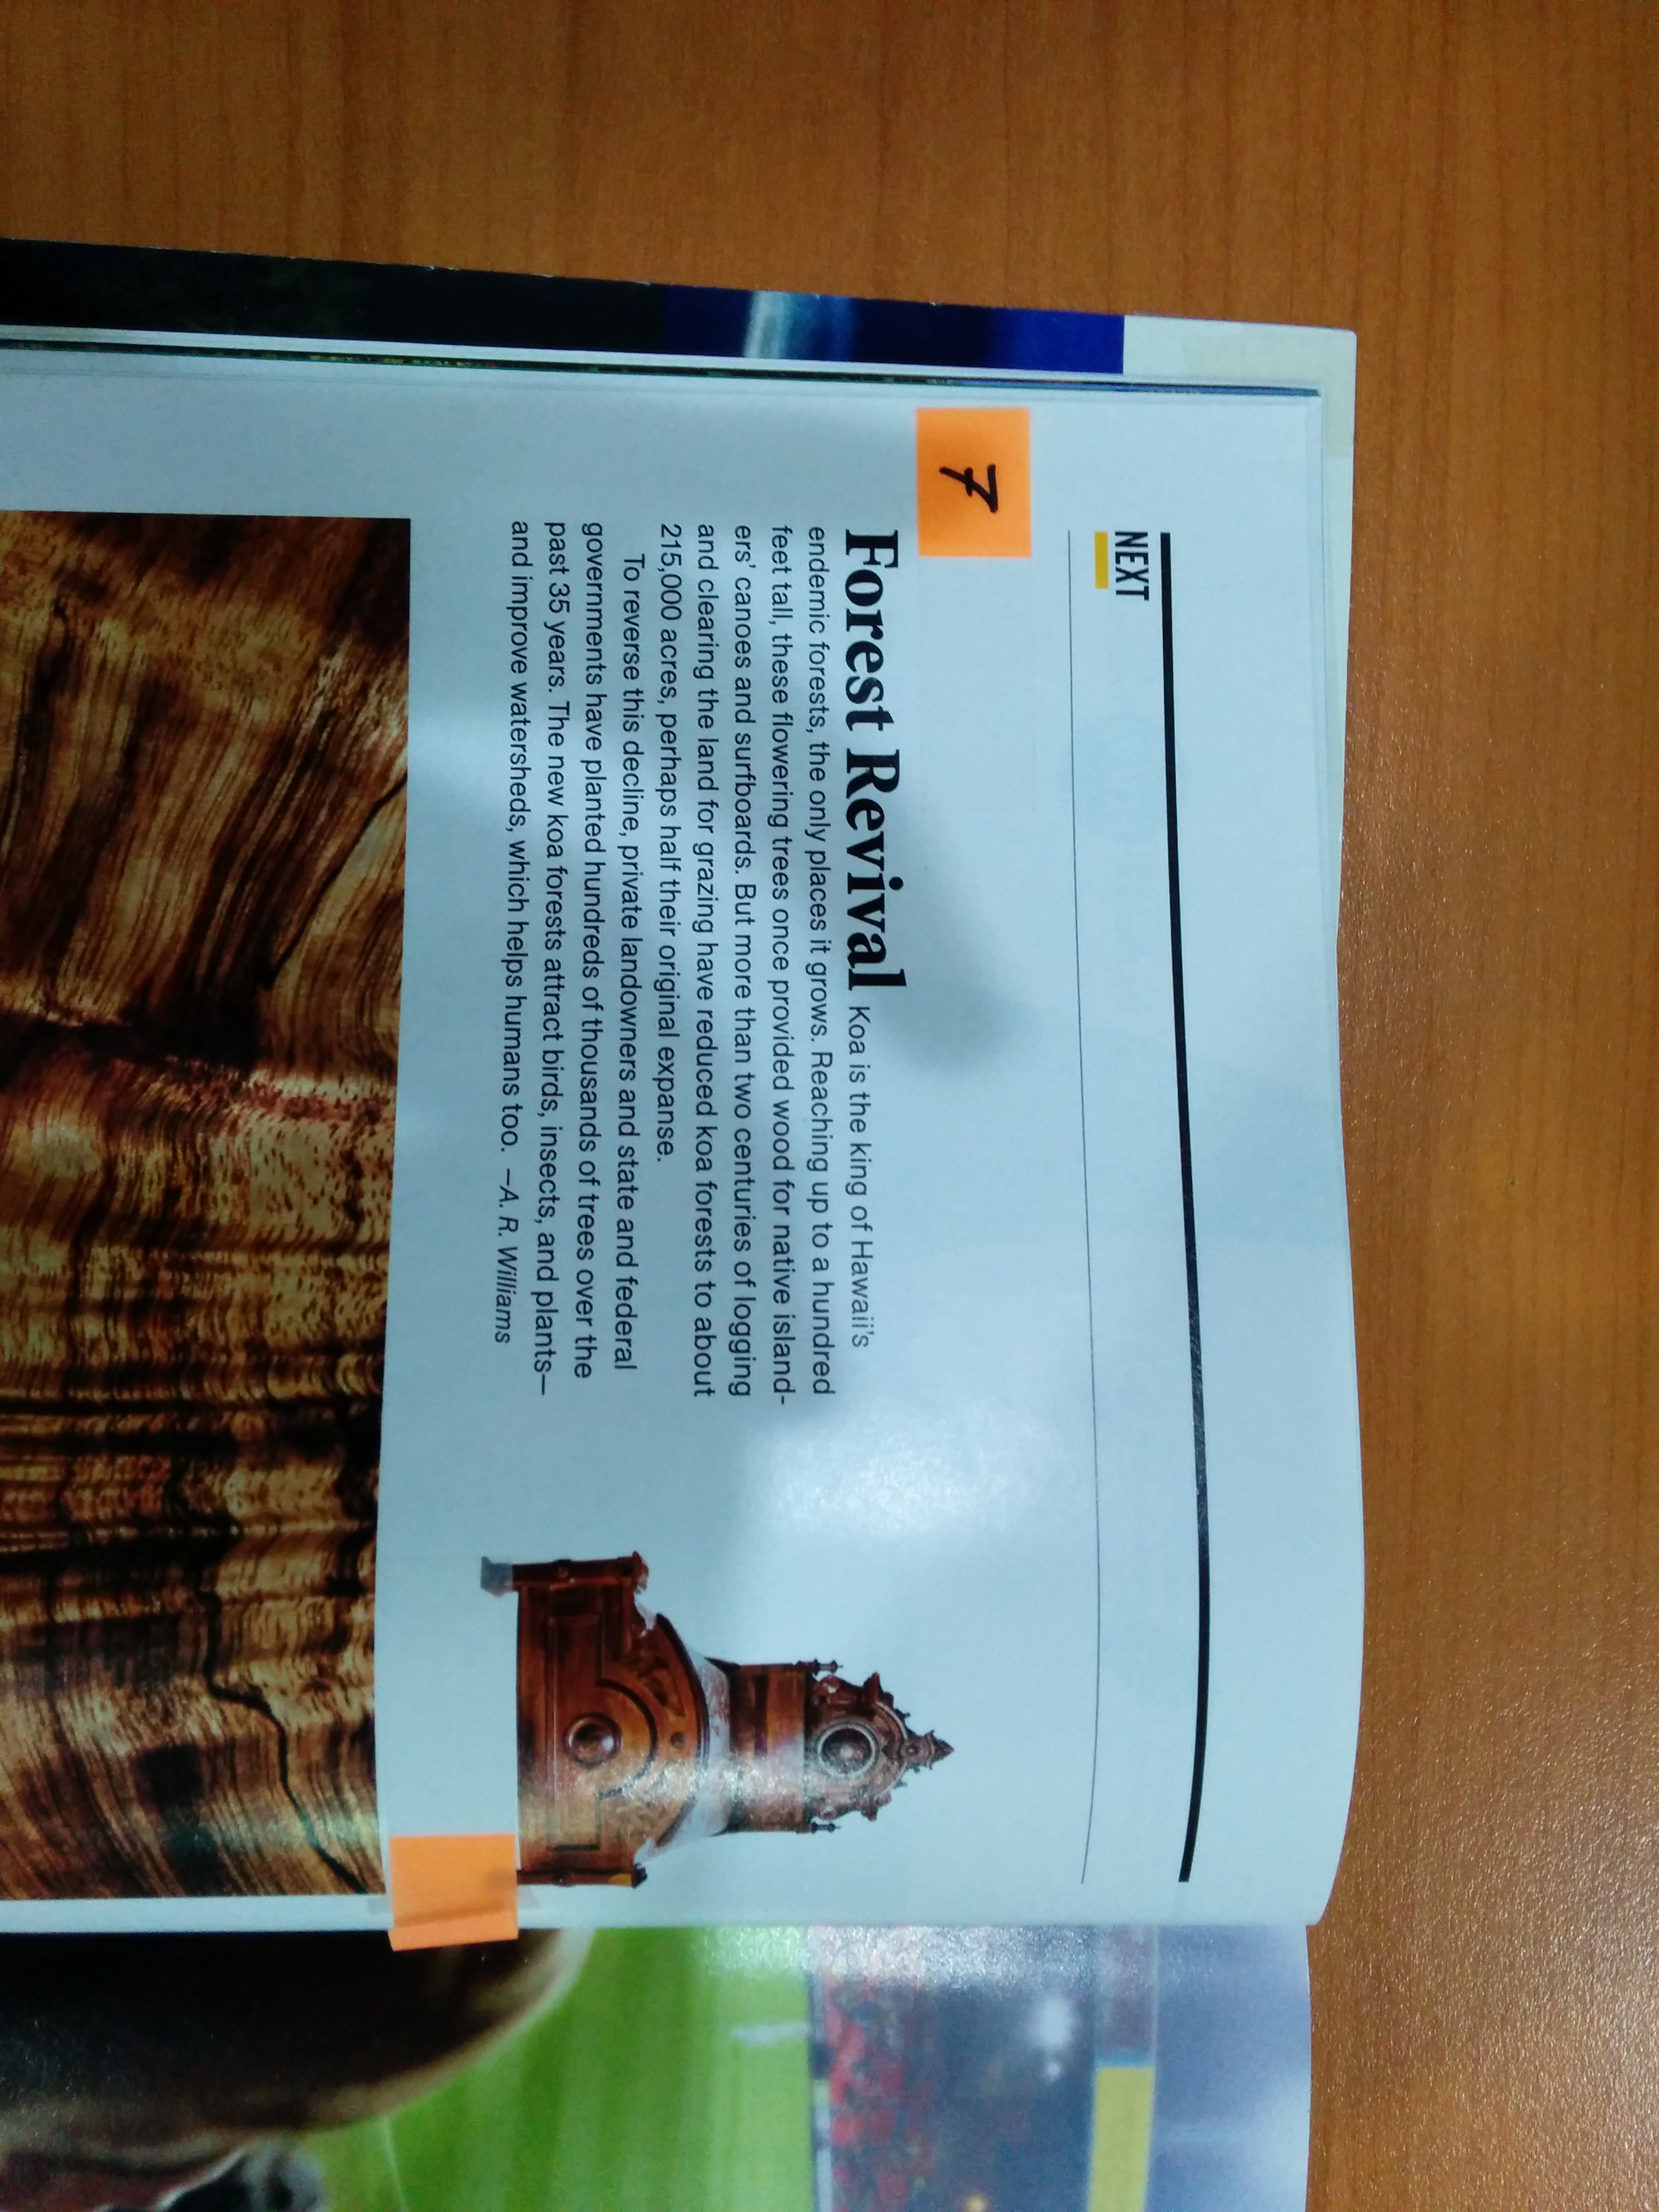 NEXT
7
Forest Revival Koa is the king of Hawaii's
endemic forests, the only places it grows. Reaching up to a hundred
feet tall, these flowering trees once provided wood for native island-
ers' canoes and surfboards. But more than two centuries of logging
and clearing the land for grazing have reduced koa forests to about
215,000 acres, perhaps half their original expanse.
To reverse this decline, private landowners and state and federal
governments have planted hundreds of thousands of trees over the
past 35 years. The new koa forests attract birds, insects, and plants—
and improve watersheds, which helps humans too. —A. R. Williams